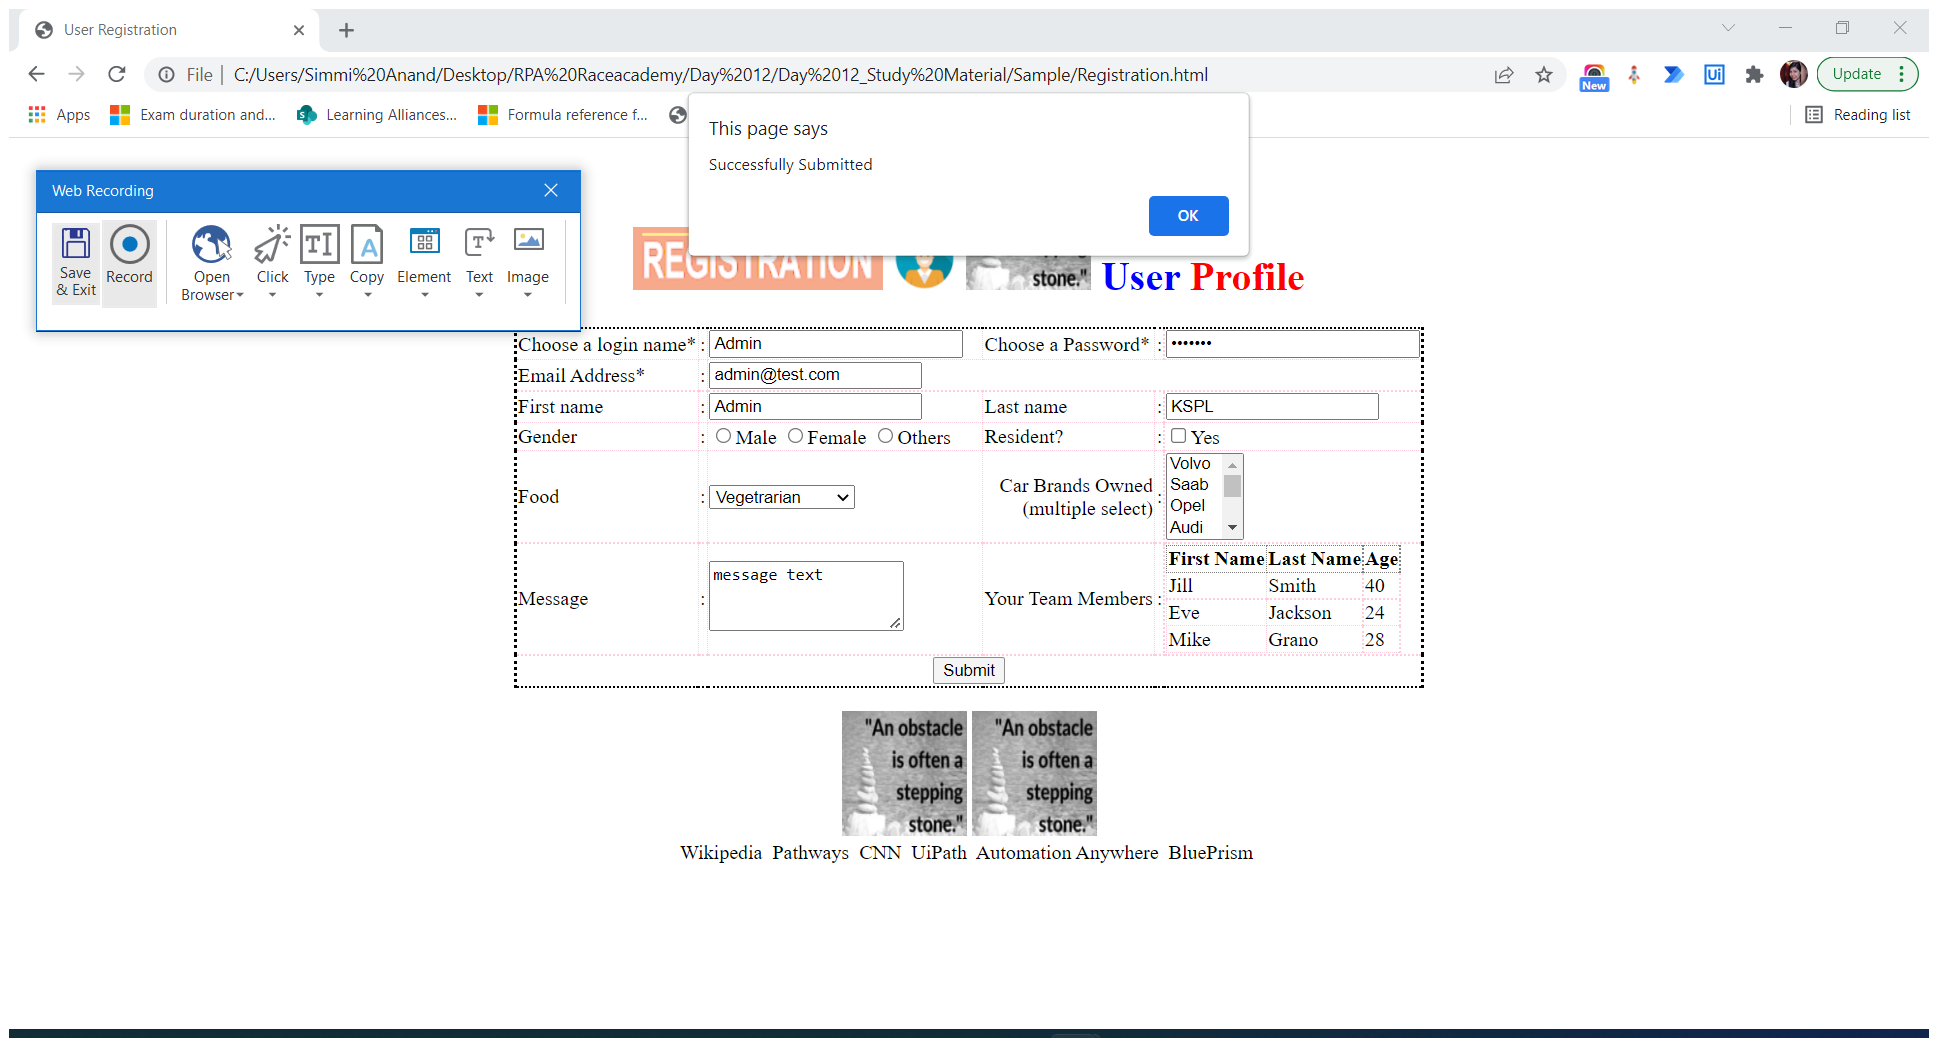 User Registration
File | C:/Users/Simmi%20Anand/Desktop/RPA%20Raceacademy/Day%2012/Day%2012_Study%20Material/Sample/Registration.html
New
Ui
Update
Apps
Exam duration and...
Learning Alliances...
Formula reference f...
Reading list
This page says
Successfully Submitted
OK
Web Recording
Save & Exit
Record
Open Browser
Click
Type
Copy
Element
Text
Image
REGISTRATION
stone."
User Profile
Choose a login name* : Admin Choose a Password* : •••••••
Email Address* : admin@test.com
First name : Admin Last name : KSPL
Gender : Male Female Others Resident? : Yes
Food : Vegetrarian Car Brands Owned (multiple select) :
Volvo
Saab
Opel
Audi
Message : message text Your Team Members :
First Name Last Name Age
Jill Smith 40
Eve Jackson 24
Mike Grano 28
Submit
"An obstacle
is often a
stepping
stone."
"An obstacle
is often a
stepping
stone."
Wikipedia Pathways CNN UiPath Automation Anywhere BluePrism